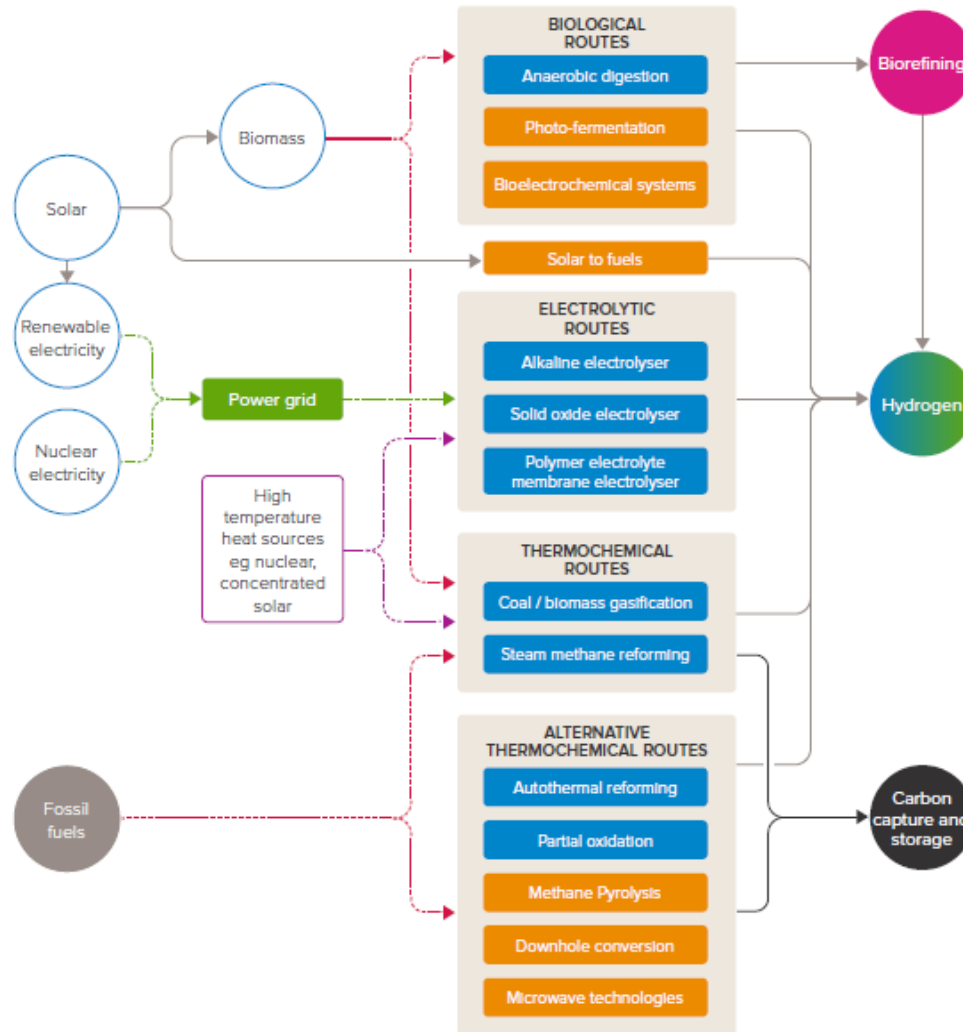 BIOLOGICAL
ROUTES
Anaerobic digestion
Photo-fermentation
Bioelectrochemical systems
Biorefining
Biomass
Solar
Solar to fuels
Renewable
electricity
Nuclear
electricity
Power grid
ELECTROLYTIC
ROUTES
Alkaline electrolyser
Solid oxide electrolyser
Polymer electrolyte
membrane electrolyser
Hydrogen
High
temperature
heat sources
eg nuclear,
concentrated
solar
THERMOCHEMICAL
ROUTES
Coal / biomass gasification
Steam methane reforming
Fossil
fuels
ALTERNATIVE
THERMOCHEMICAL ROUTES
Autothermal reforming
Partial oxidation
Methane Pyrolysis
Downhole conversion
Microwave technologies
Carbon
capture and
storage